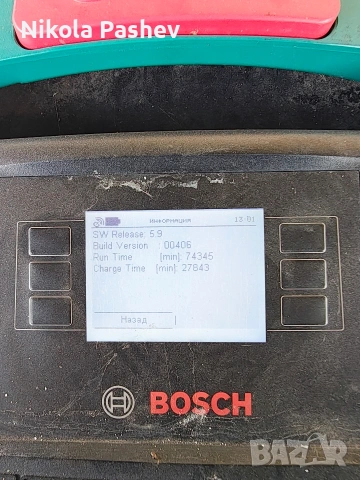 Nikola Pashev
ИНФОРМАЦИЯ 13:01
SW Release: 5.9
Build Version : 00406
Run Time [min]: 74345
Charge Time [min]: 27843
Назад
BOSCH
BAZAR